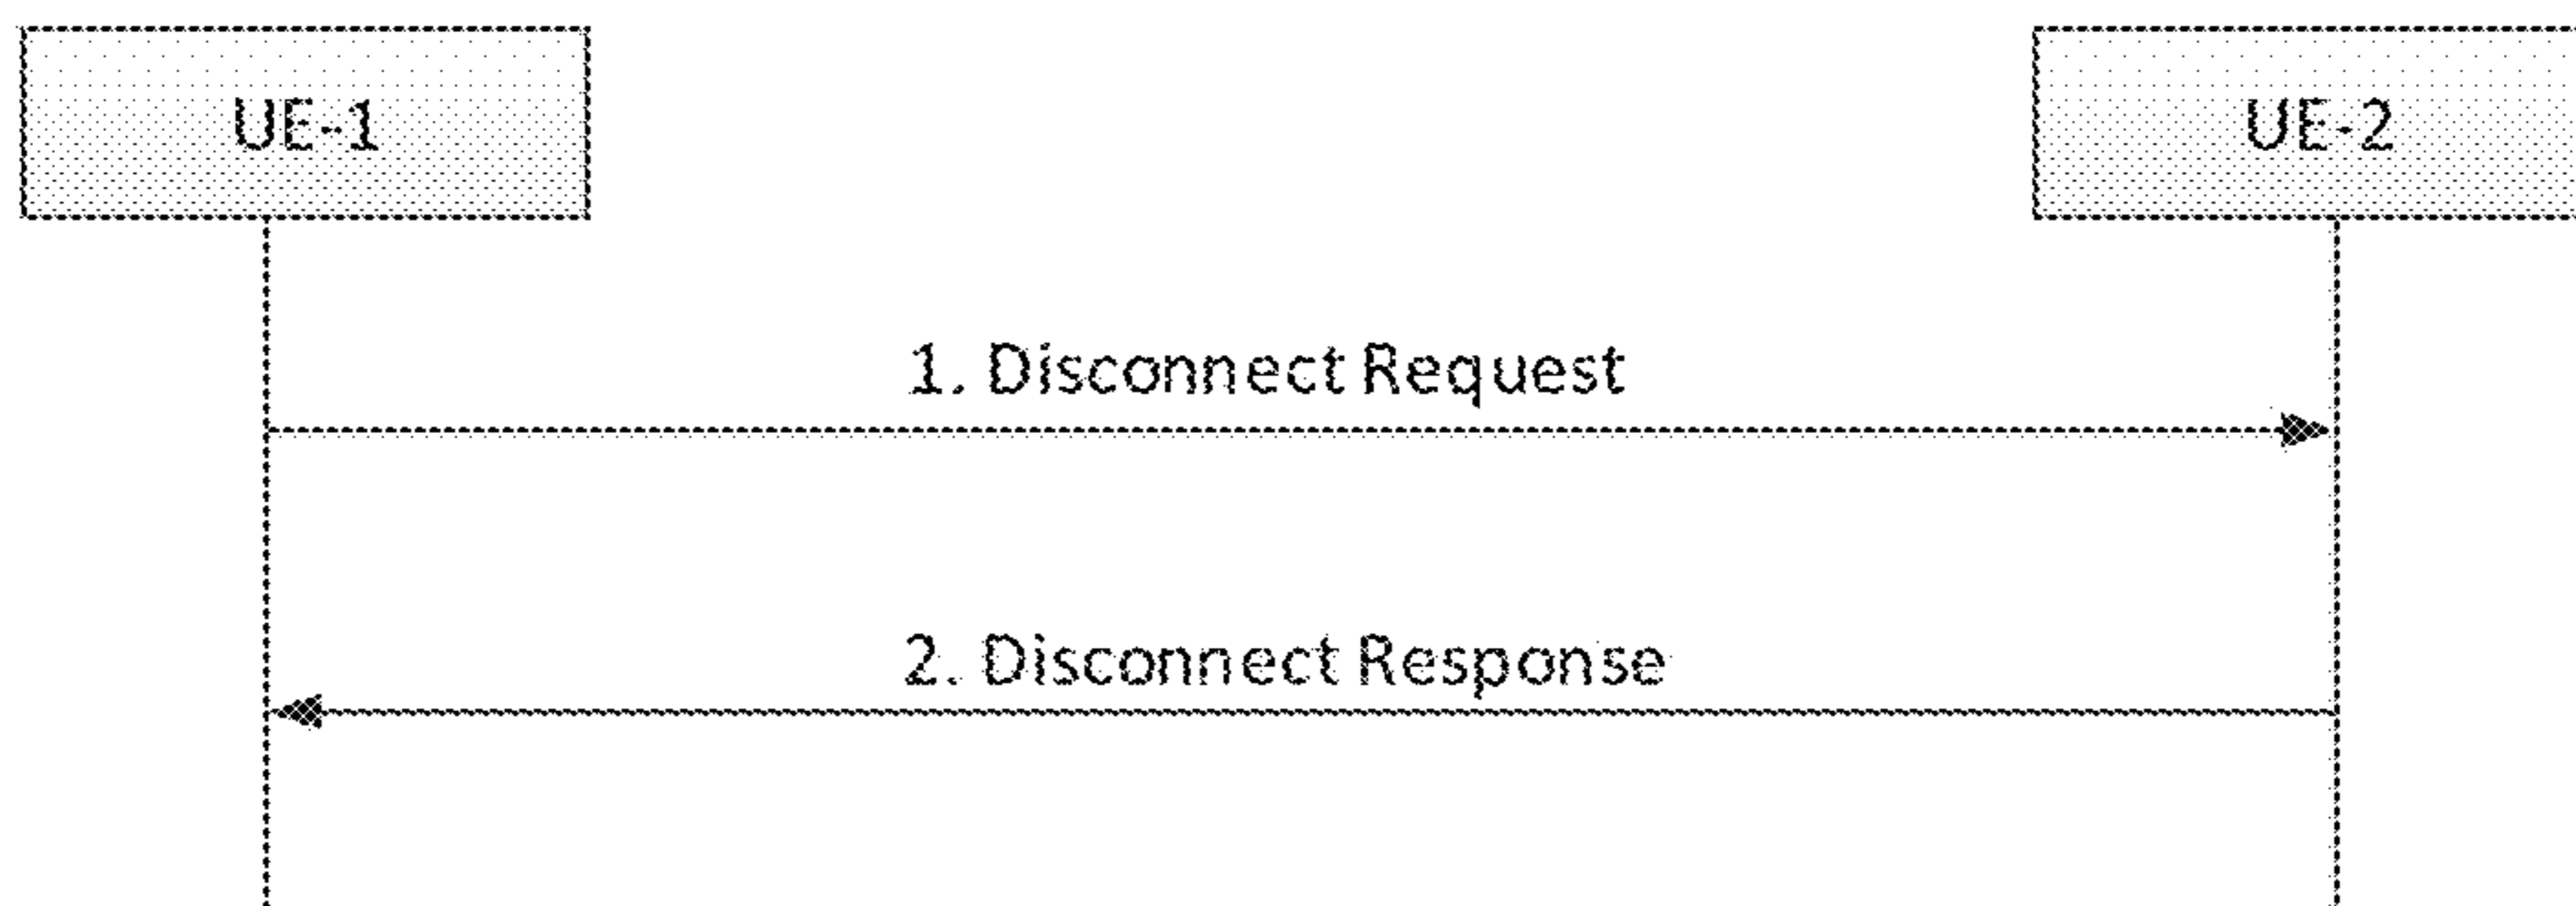 UE-1
UE-2
1. Disconnect Request
2. Disconnect Response